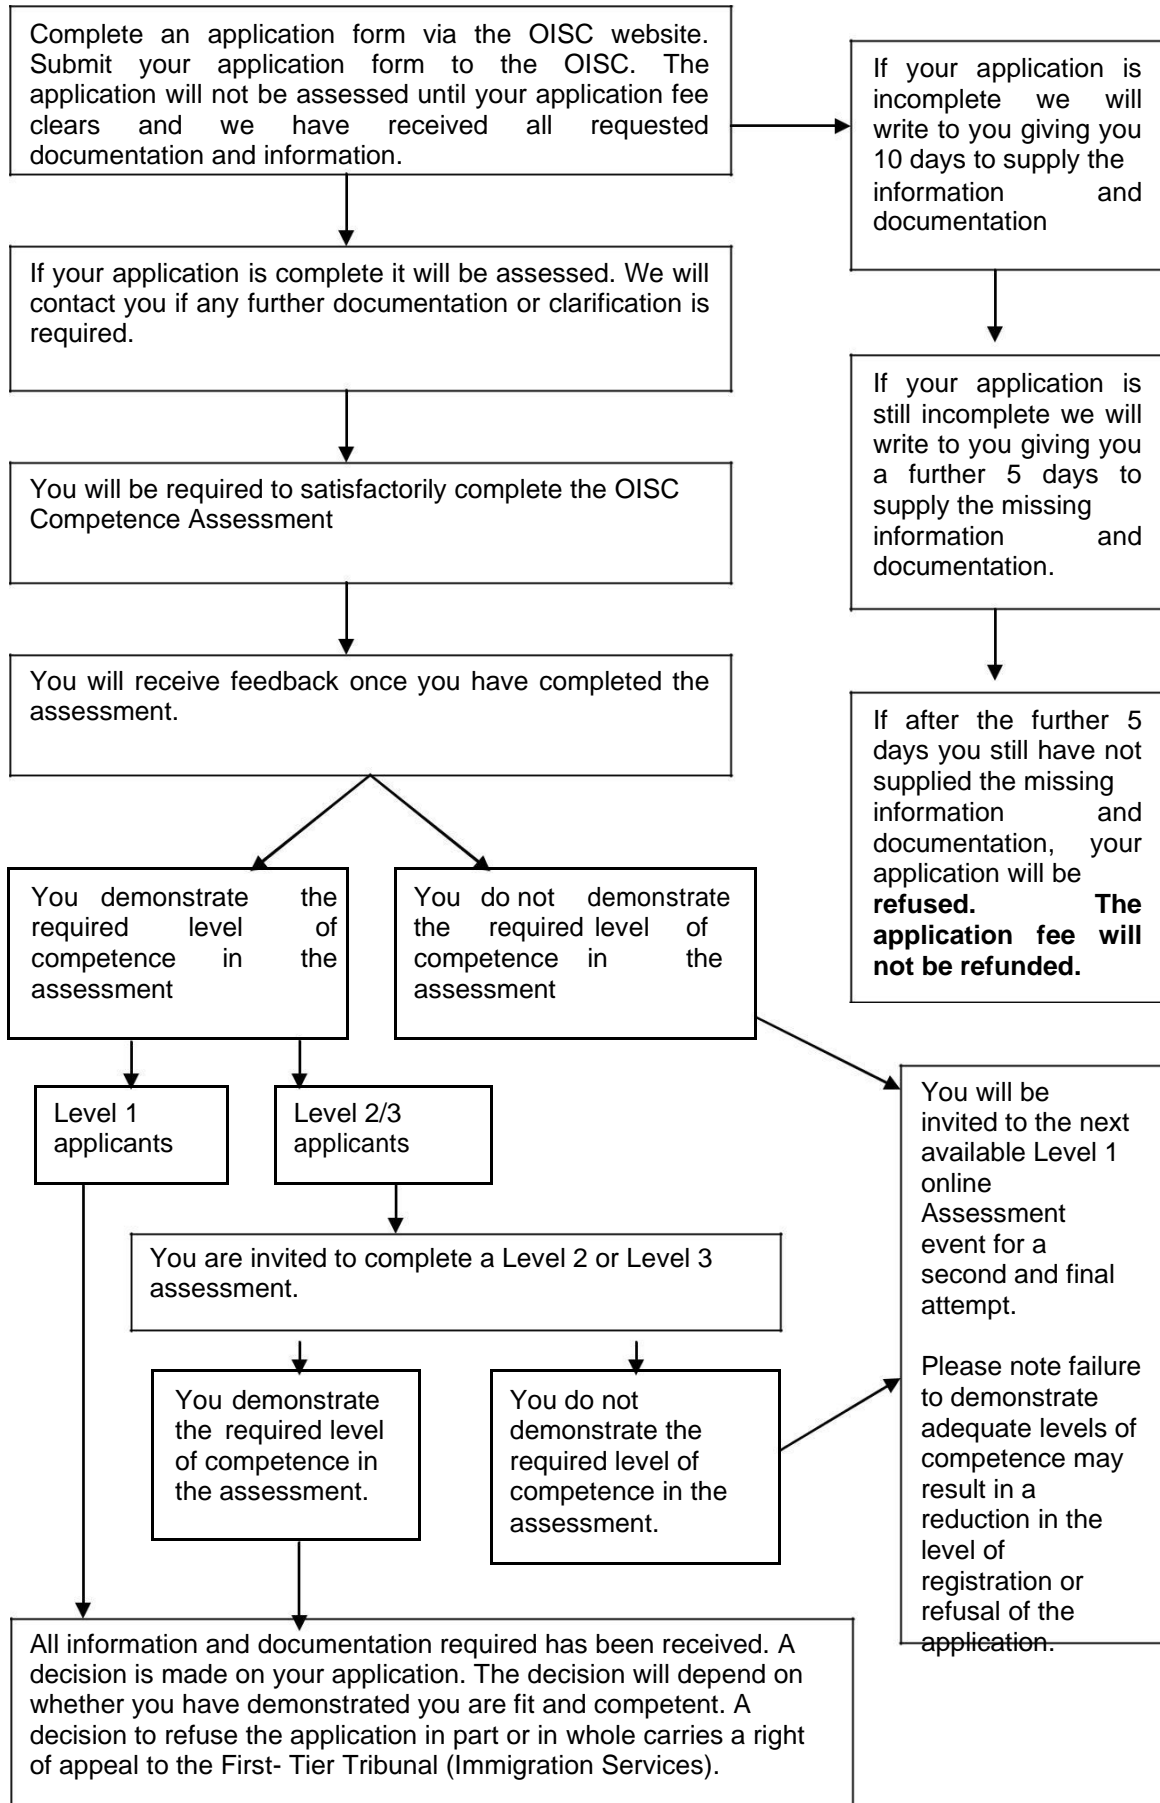 Complete an application form via the OISC website.
Submit your application form to the OISC. The
application will not be assessed until your application fee
clears and we have received all requested
documentation and information.
If your application is
incomplete we will
write to you giving you
10 days to supply the
information and
documentation
If your application is complete it will be assessed. We will
contact you if any further documentation or clarification is
required.
If your application is
still incomplete we will
write to you giving you
a further 5 days to
supply the missing
information and
documentation.
You will be required to satisfactorily complete the OISC
Competence Assessment
You will receive feedback once you have completed the
assessment.
If after the further 5
days you still have not
supplied the missing
information and
documentation, your
application will be
refused. The
application fee will
not be refunded.
You demonstrate the
required level of
competence in the
assessment
You do not demonstrate
the required level of
competence in the
assessment
Level 1
applicants
Level 2/3
applicants
You will be
invited to the next
available Level 1
online
Assessment
event for a
second and final
attempt.
Please note failure
to demonstrate
adequate levels of
competence may
result in a
reduction in the
level of
registration or
refusal of the
application.
You are invited to complete a Level 2 or Level 3
assessment.
You demonstrate
the required level
of competence in
the assessment.
You do not
demonstrate the
required level of
competence in the
assessment.
All information and documentation required has been received. A
decision is made on your application. The decision will depend on
whether you have demonstrated you are fit and competent. A
decision to refuse the application in part or in whole carries a right
of appeal to the First- Tier Tribunal (Immigration Services).